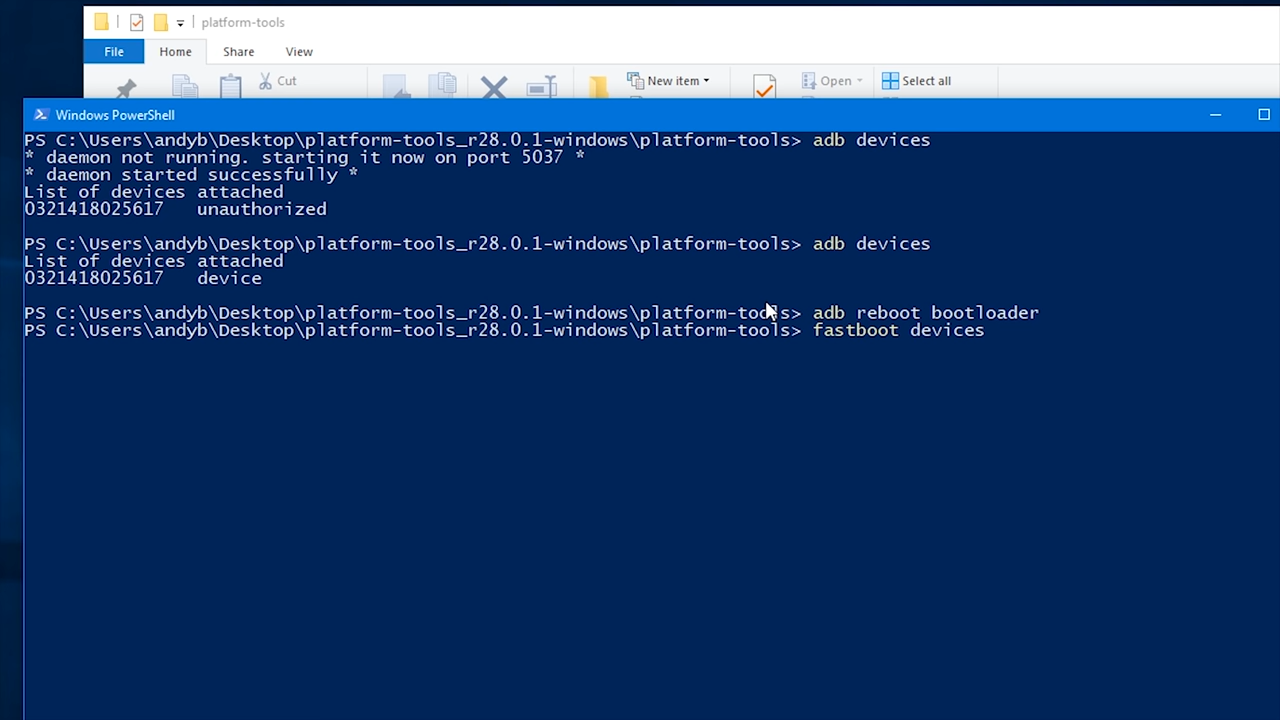 platform-tools
File Home Share View
Cut New item Open Select all
Windows PowerShell
PS C:\Users\andyb\Desktop\platform-tools_r28.0.1-windows\platform-tools> adb devices
* daemon not running. starting it now on port 5037 *
* daemon started successfully *
List of devices attached
0321418025617 unauthorized
PS C:\Users\andyb\Desktop\platform-tools_r28.0.1-windows\platform-tools> adb devices
List of devices attached
0321418025617 device
PS C:\Users\andyb\Desktop\platform-tools_r28.0.1-windows\platform-tools> adb reboot bootloader
PS C:\Users\andyb\Desktop\platform-tools_r28.0.1-windows\platform-tools> fastboot devices